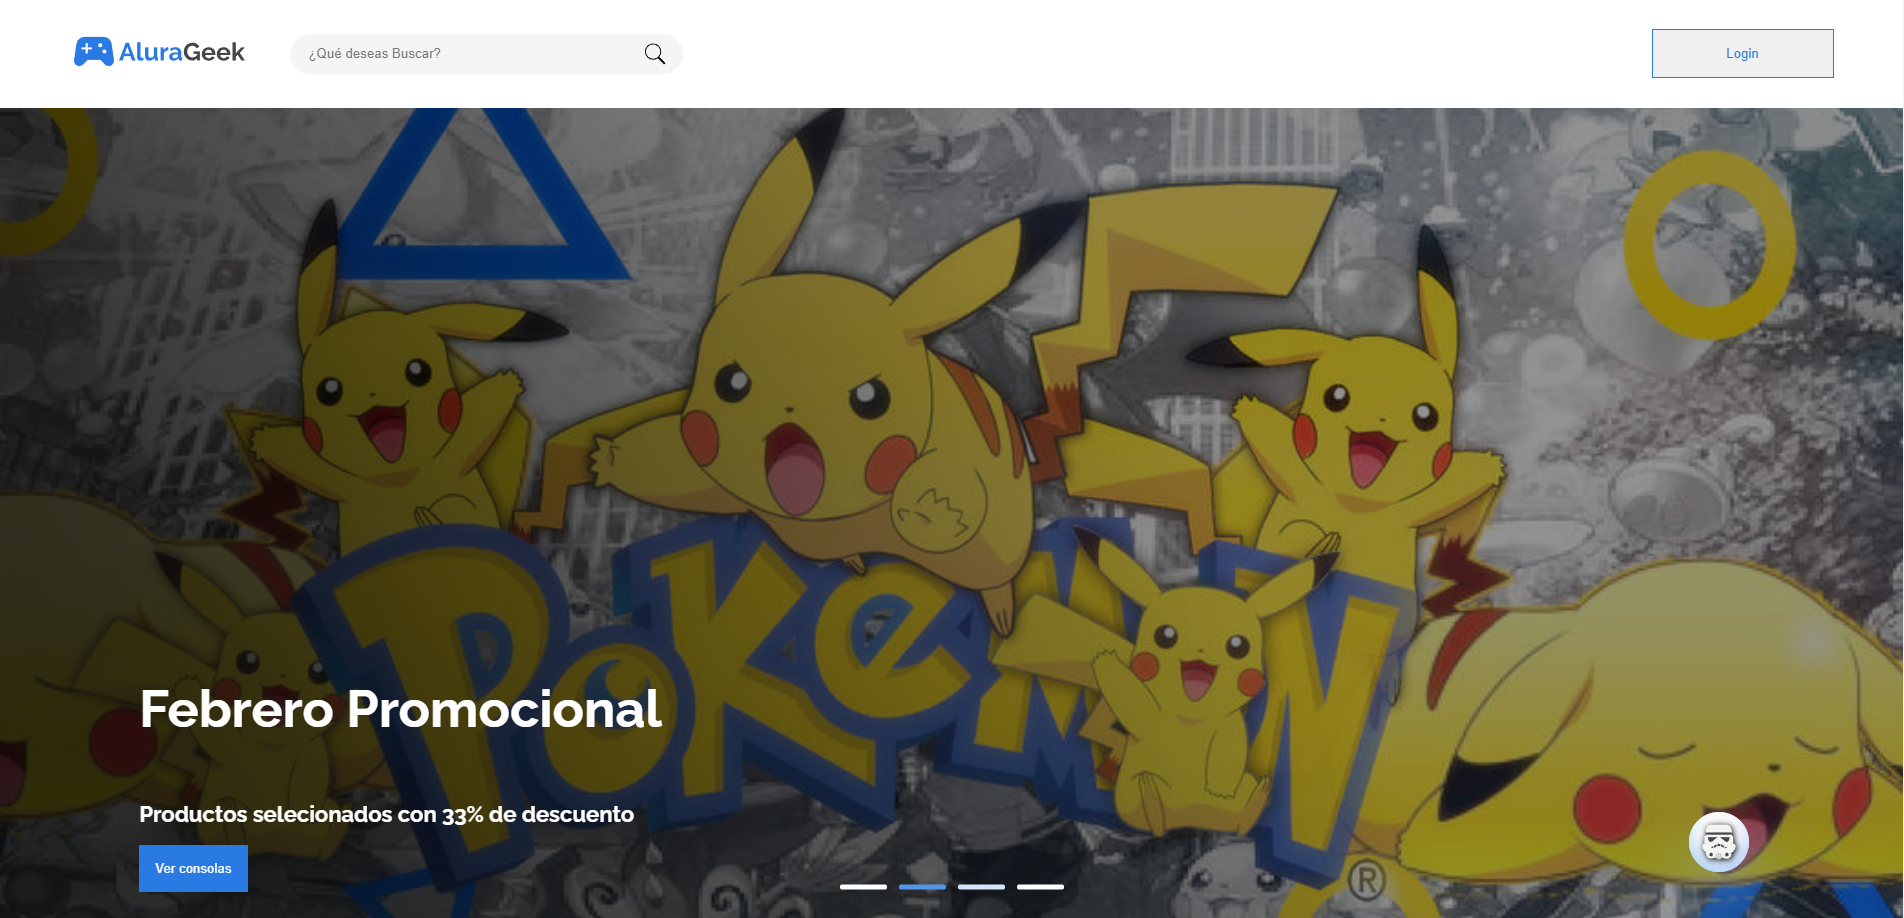 AluraGeek
¿Qué deseas Buscar?
Login
POKéMON
®
Febrero Promocional
Productos selecionados con 33% de descuento
Ver consolas